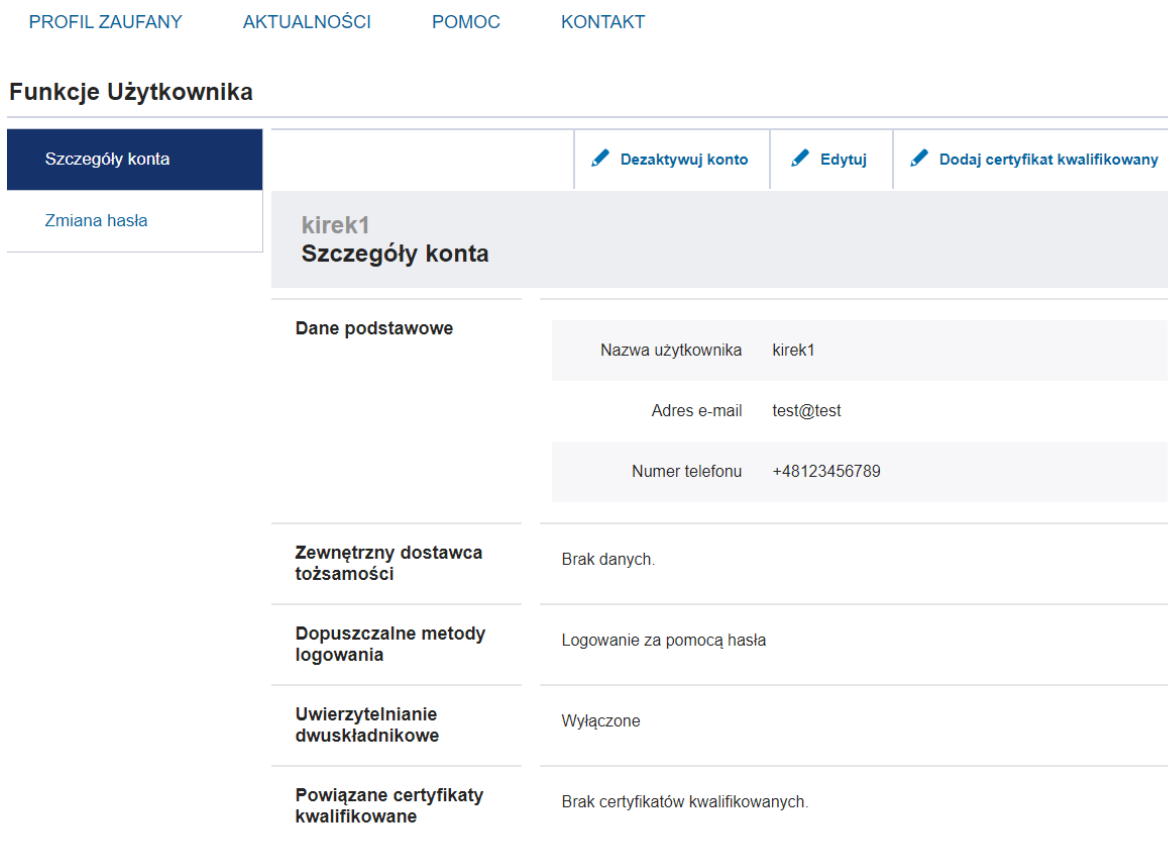 PROFIL ZAUFANY AKTUALNOŚCI POMOC KONTAKT
Funkcje Użytkownika
Szczegóły konta
Zmiana hasła
Dezaktywuj konto Edytuj Dodaj certyfikat kwalifikowany
kirek1
Szczegóły konta
Dane podstawowe
Nazwa użytkownika kirek1
Adres e-mail test@test
Numer telefonu +48123456789
Zewnętrzny dostawca
tożsamości
Brak danych.
Dopuszczalne metody
logowania
Logowanie za pomocą hasła
Uwierzytelnianie
dwuskładnikowe
Wyłączone
Powiązane certyfikaty
kwalifikowane
Brak certyfikatów kwalifikowanych.